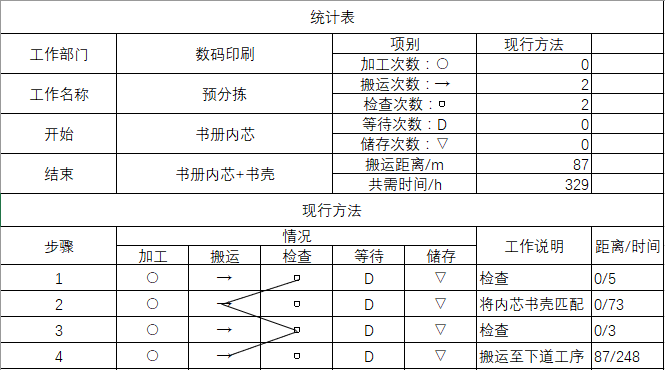 统计表
工作部门 数码印刷 项别 现行方法
加工次数：○ 0
工作名称 预分拣 搬运次数：→ 2
检查次数：□ 2
开始 书册内芯 等待次数：D 0
储存次数：▽ 0
结束 书册内芯+书壳 搬运距离/m 87
共需时间/h 329
现行方法
步骤 情况 工作说明 距离/时间
加工 搬运 检查 等待 储存
1 ○ → □ D ▽ 检查 0/5
2 ○ → □ D ▽ 将内芯书壳匹配 0/73
3 ○ → □ D ▽ 检查 0/3
4 ○ → □ D ▽ 搬运至下道工序 87/248